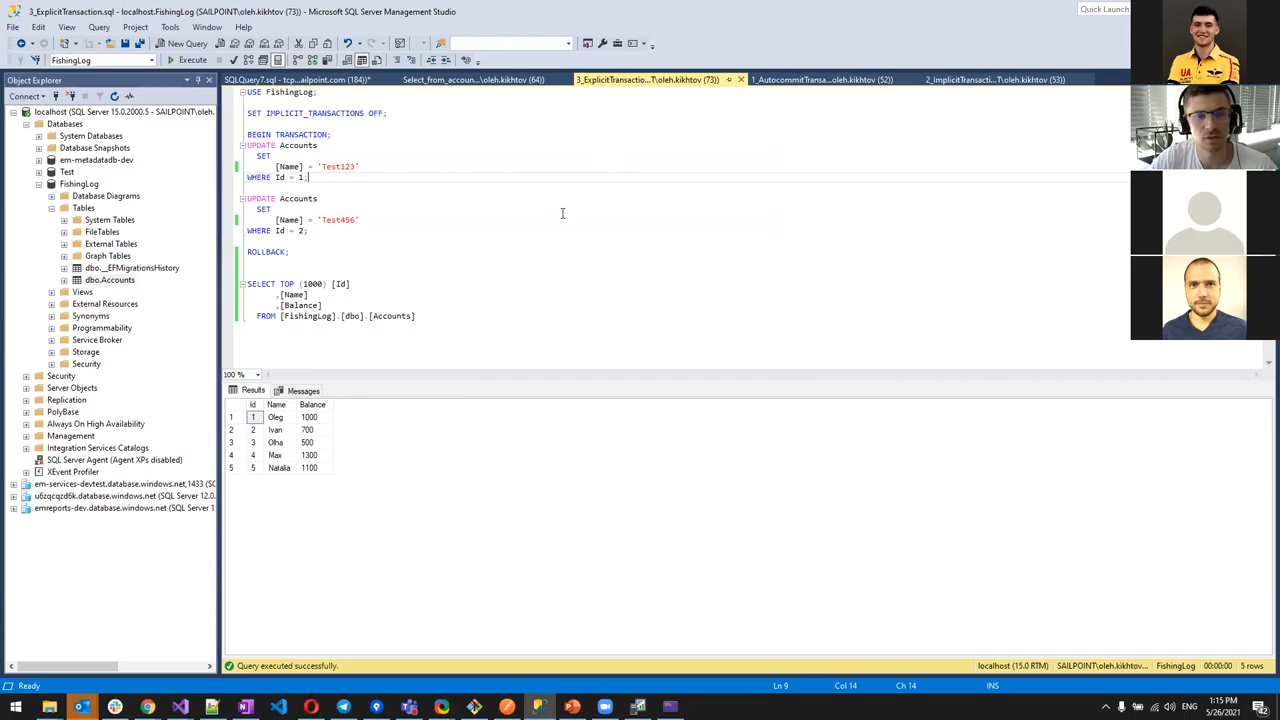 3_ExplicitTransaction.sql - localhost.FishingLog (SAILPOINT\oleh.kikhtov (73)) - Microsoft SQL Server Management Studio
Quick Launch
File Edit View Query Project Tools Window Help
New Query
FishingLog
Execute
Object Explorer
SQLQuery7.sql - tcp...ailpoint.com (184))*
Select_from_accoun...\oleh.kikhtov (64))
3_ExplicitTransactio...T\oleh.kikhtov (73))
1_AutocommitTransa...oleh.kikhtov (52))
2_ImplicitTransacti...oleh.kikhtov (53))
Connect
localhost (SQL Server 15.0.2000.5 - SAILPOINT\oleh.
Databases
System Databases
Database Snapshots
em-metadatadb-dev
Test
FishingLog
Database Diagrams
Tables
System Tables
FileTables
External Tables
Graph Tables
dbo.__EFMigrationsHistory
dbo.Accounts
Views
External Resources
Synonyms
Programmability
Service Broker
Storage
Security
Security
Server Objects
Replication
PolyBase
Always On High Availability
Management
Integration Services Catalogs
SQL Server Agent (Agent XPs disabled)
XEvent Profiler
em-services-devtest.database.windows.net,1433 (SQL
u6zqcqzd6k.database.windows.net (SQL Server 12.0.
emreports-dev.database.windows.net (SQL Server 1
USE FishingLog;
SET IMPLICIT_TRANSACTIONS OFF;
BEGIN TRANSACTION;
UPDATE Accounts
SET
[Name] = 'Test123'
WHERE Id = 1;
UPDATE Accounts
SET
[Name] = 'Test456'
WHERE Id = 2;
ROLLBACK;
SELECT TOP (1000) [Id]
,[Name]
,[Balance]
FROM [FishingLog].[dbo].[Accounts]
100 %
Results Messages
Id Name Balance
1 1 Oleg 1000
2 2 Ivan 700
3 3 Olha 500
4 4 Max 1300
5 5 Natalia 1100
Query executed successfully.
localhost (15.0 RTM) SAILPOINT\oleh.kikhtov... FishingLog 00:00:00 5 rows
Ready
Ln 9 Col 14 Ch 14 INS
ENG
1:15 PM
5/26/2021
42
UA